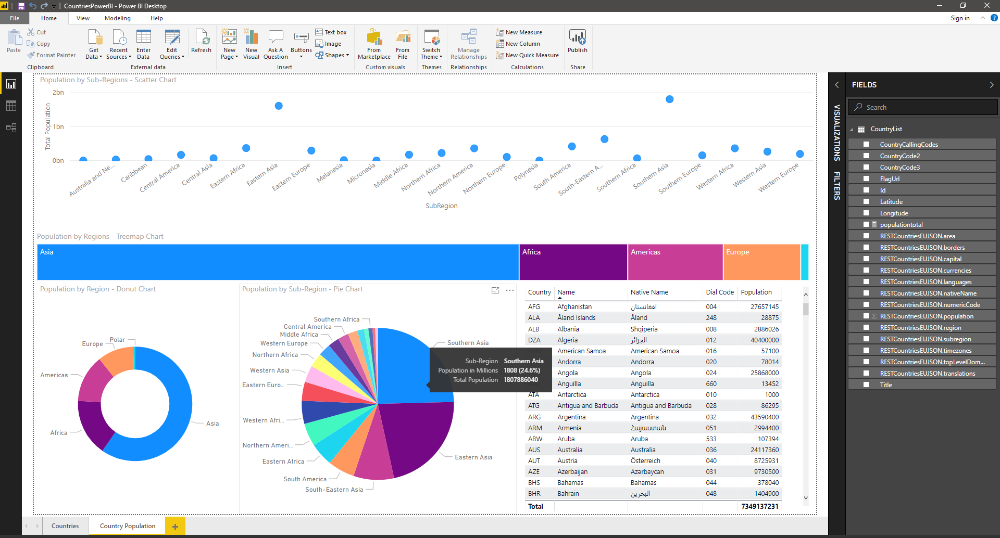 CountriesPowerBI - Power BI Desktop
File Home View Modeling Help Sign in
Paste
Cut
Copy
Format Painter
Clipboard
Get Data
Recent Sources
Enter Data
External data
Edit Queries
Refresh
New Page
New Visual
Ask A Question
Buttons
Text box
Image
Shapes
Insert
From Marketplace
From File
Custom visuals
Switch Theme
Themes
Manage Relationships
Relationships
New Measure
New Column
New Quick Measure
Calculations
Publish
Share
Population by Sub-Regions - Scatter Chart
Total Population
2bn
1bn
0bn
Australia and Ne...
Caribbean
Central America
Central Asia
Eastern Africa
Eastern Asia
Eastern Europe
Melanesia
Micronesia
Middle Africa
Northern Africa
Northern America
Northern Europe
Polynesia
South America
South-Eastern A...
Southern Africa
Southern Asia
Southern Europe
Western Africa
Western Asia
Western Europe
SubRegion
Population by Regions - Treemap Chart
Asia
Africa
Americas
Europe
Population by Region - Donut Chart
Polar
Europe
Americas
Africa
Asia
Population by Sub-Region - Pie Chart
Southern Africa
Central America
Middle Africa
Western Europe
Northern Africa
Western Asia
Eastern Euro...
Western Afri...
Northern Ameri...
Eastern Africa
South America
South-Eastern Asia
Eastern Asia
Southern Asia
Sub-Region Southern Asia
Population in Millions 1808 (24.6%)
Total Population 1807886040
Country Name Native Name Dial Code Population
AFG Afghanistan افغانستان 004 27657145
ALA Åland Islands Åland 248 28875
ALB Albania Shqipëria 008 2886026
DZA Algeria الجزائر 012 40400000
ASM American Samoa American Samoa 016 57100
Andorra Andorra 020 78014
Angola Angola 024 25868000
Anguilla Anguilla 660 13452
ATA Antarctica Antarctica 010 1000
ATG Antigua and Barbuda Antigua and Barbuda 028 86295
ARG Argentina Argentina 032 43590400
ARM Armenia Հայաստան 051 2994400
ABW Aruba Aruba 533 107394
AUS Australia Australia 036 24117360
AUT Austria Österreich 040 8725931
AZE Azerbaijan Azərbaycan 031 9730500
BHS Bahamas Bahamas 044 378040
BHR Bahrain البحرين 048 1404900
Total 7349137231
VISUALIZATIONS
FILTERS
FIELDS
Search
CountryList
CountryCallingCodes
CountryCode2
CountryCode3
FlagUrl
Id
Latitude
Longitude
populationtotal
RESTCountriesEUJSON.area
RESTCountriesEUJSON.borders
RESTCountriesEUJSON.capital
RESTCountriesEUJSON.currencies
RESTCountriesEUJSON.languages
RESTCountriesEUJSON.nativeName
RESTCountriesEUJSON.numericCode
Σ RESTCountriesEUJSON.population
RESTCountriesEUJSON.region
RESTCountriesEUJSON.subregion
RESTCountriesEUJSON.timezones
RESTCountriesEUJSON.topLevelDom...
RESTCountriesEUJSON.translations
Title
Countries
Country Population